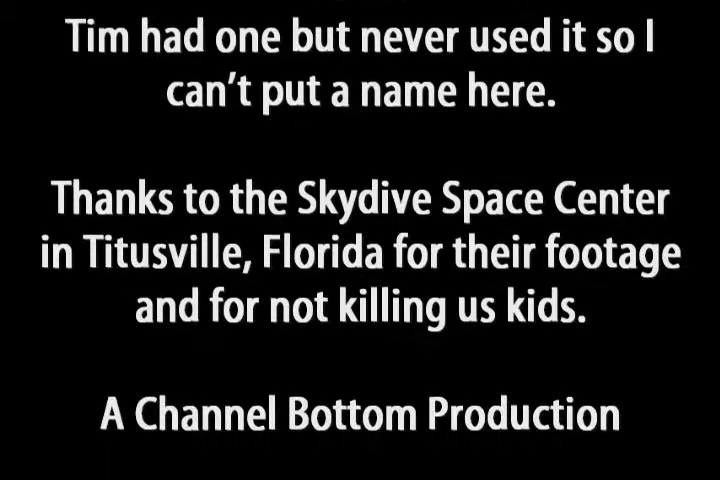 Tim had one but never used it so I
can’t put a name here.
Thanks to the Skydive Space Center
in Titusville, Florida for their footage
and for not killing us kids.
A Channel Bottom Production